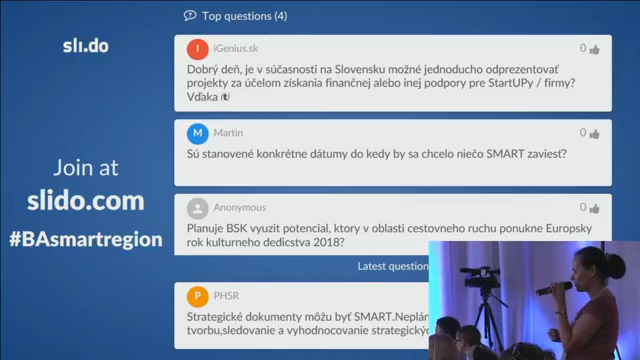 Top questions (4)
sli.do
iGenius.sk
0
Dobrý deň, je v súčasnosti na Slovensku možné jednoducho odprezentovať
projekty za účelom získania finančnej alebo inej podpory pre StartUPy / firmy?
Vďaka
Martin
0
Sú stanovené konkrétne dátumy do kedy by sa chcelo niečo SMART zaviesť?
Join at
slido.com
#BAsmartregion
Anonymous
0
Planuje BSK vyuzit potencial, ktory v oblasti cestovneho ruchu ponukne Europsky
rok kulturneho dedicstva 2018?
Latest question
PHSR
Strategické dokumenty môžu byť SMART.
tvorbu,sledovanie a vyhodnocovanie